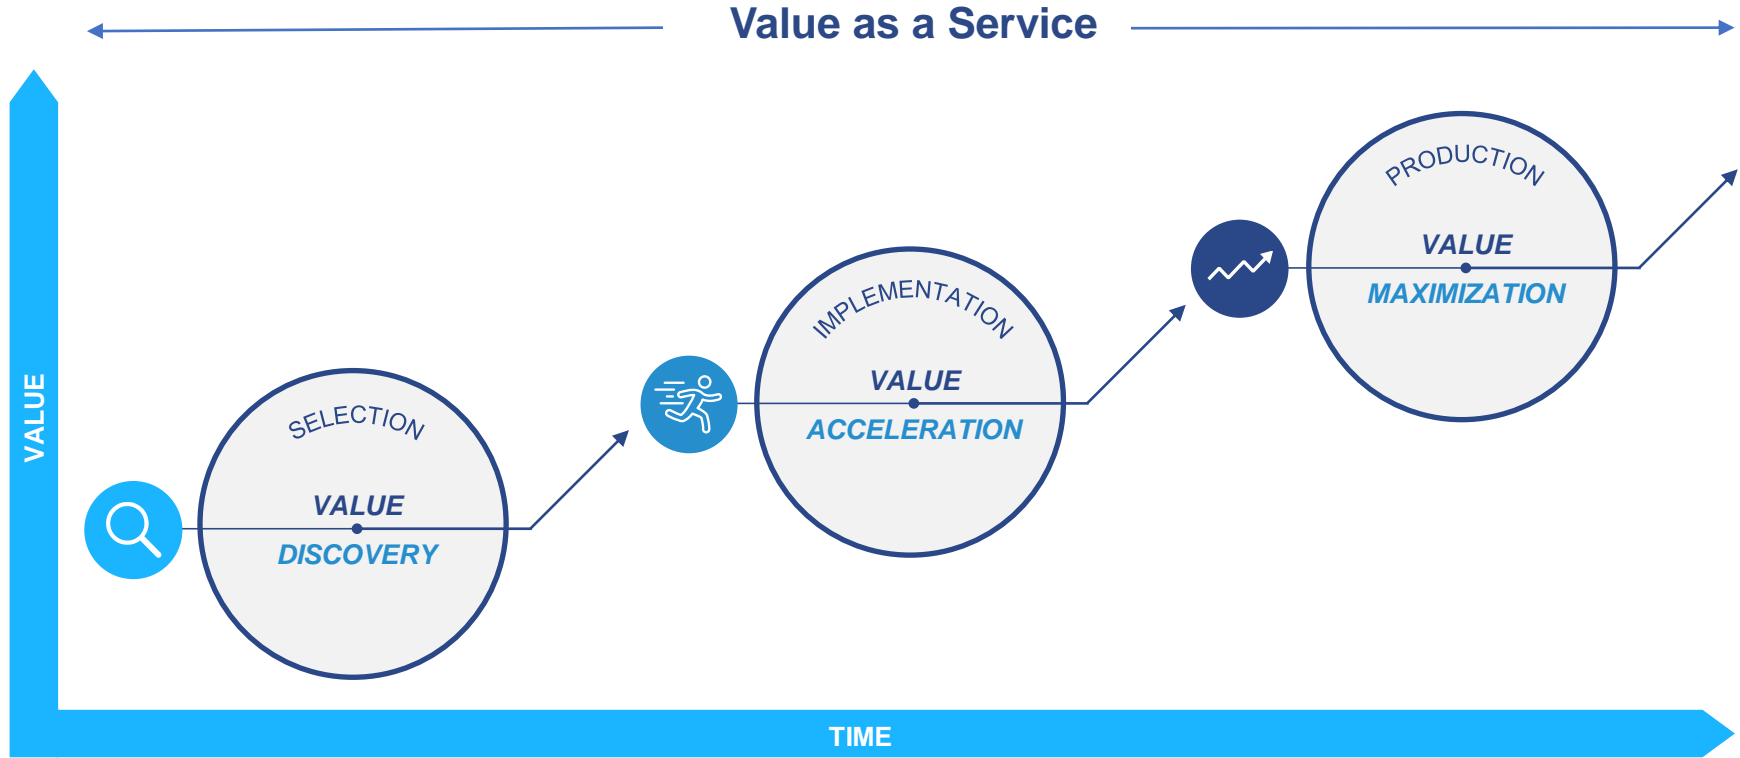 Value as a Service
VALUE
SELECTION
VALUE
DISCOVERY
IMPLEMENTATION
VALUE
ACCELERATION
PRODUCTION
VALUE
MAXIMIZATION
TIME